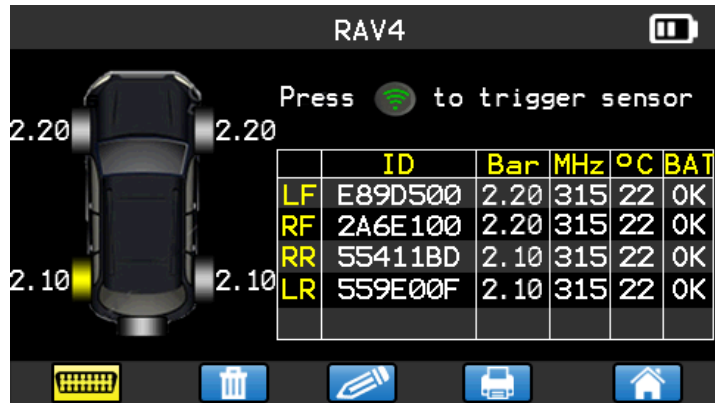 RAV4
Press to trigger sensor
2.20 2.20
ID Bar MHz ºC BAT
LF E89D500 2.20 315 22 OK
RF 2A6E100 2.20 315 22 OK
RR 55411BD 2.10 315 22 OK
2.10 2.10
LR 559E00F 2.10 315 22 OK